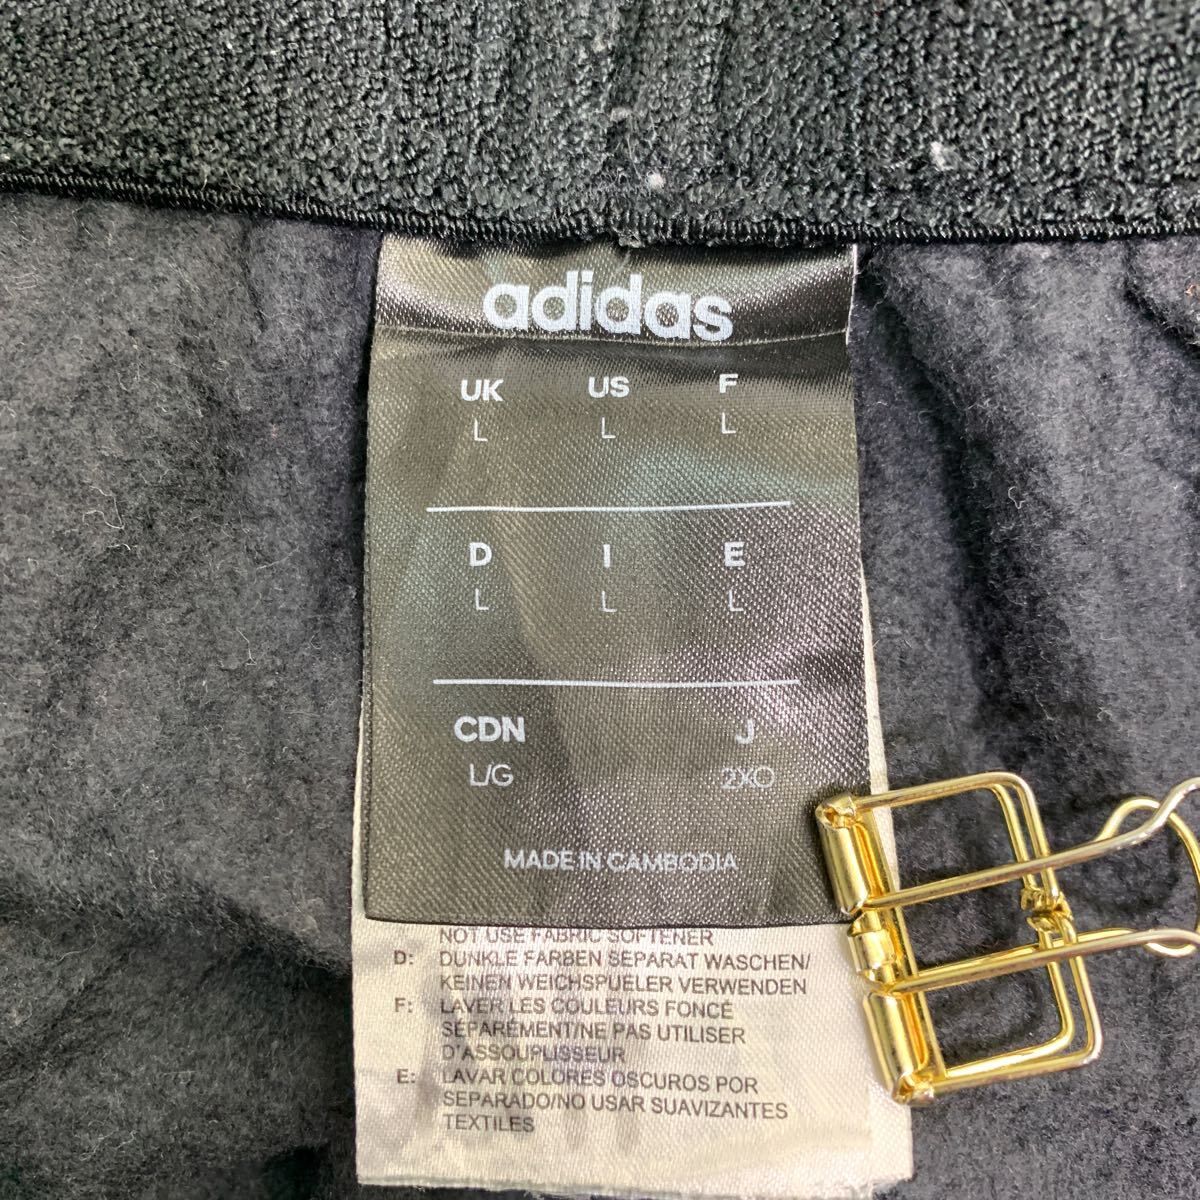 adidas
UK US F
L L L
D I E
L L L
CDN J
L/G 2XO
MADE IN CAMBODIA
NOT USE FABRIC SOFTENER
D: DUNKLE FARBEN SEPARAT WASCHEN/
KEINEN WEICHSPUELER VERWENDEN
F: LAVER LES COULEURS FONCÉ
SÉPARÉMENT/NE PAS UTILISER
D'ASSOUPLISSEUR
E: LAVAR COLORES OSCUROS POR
SEPARADO/NO USAR SUAVIZANTES
TEXTILES